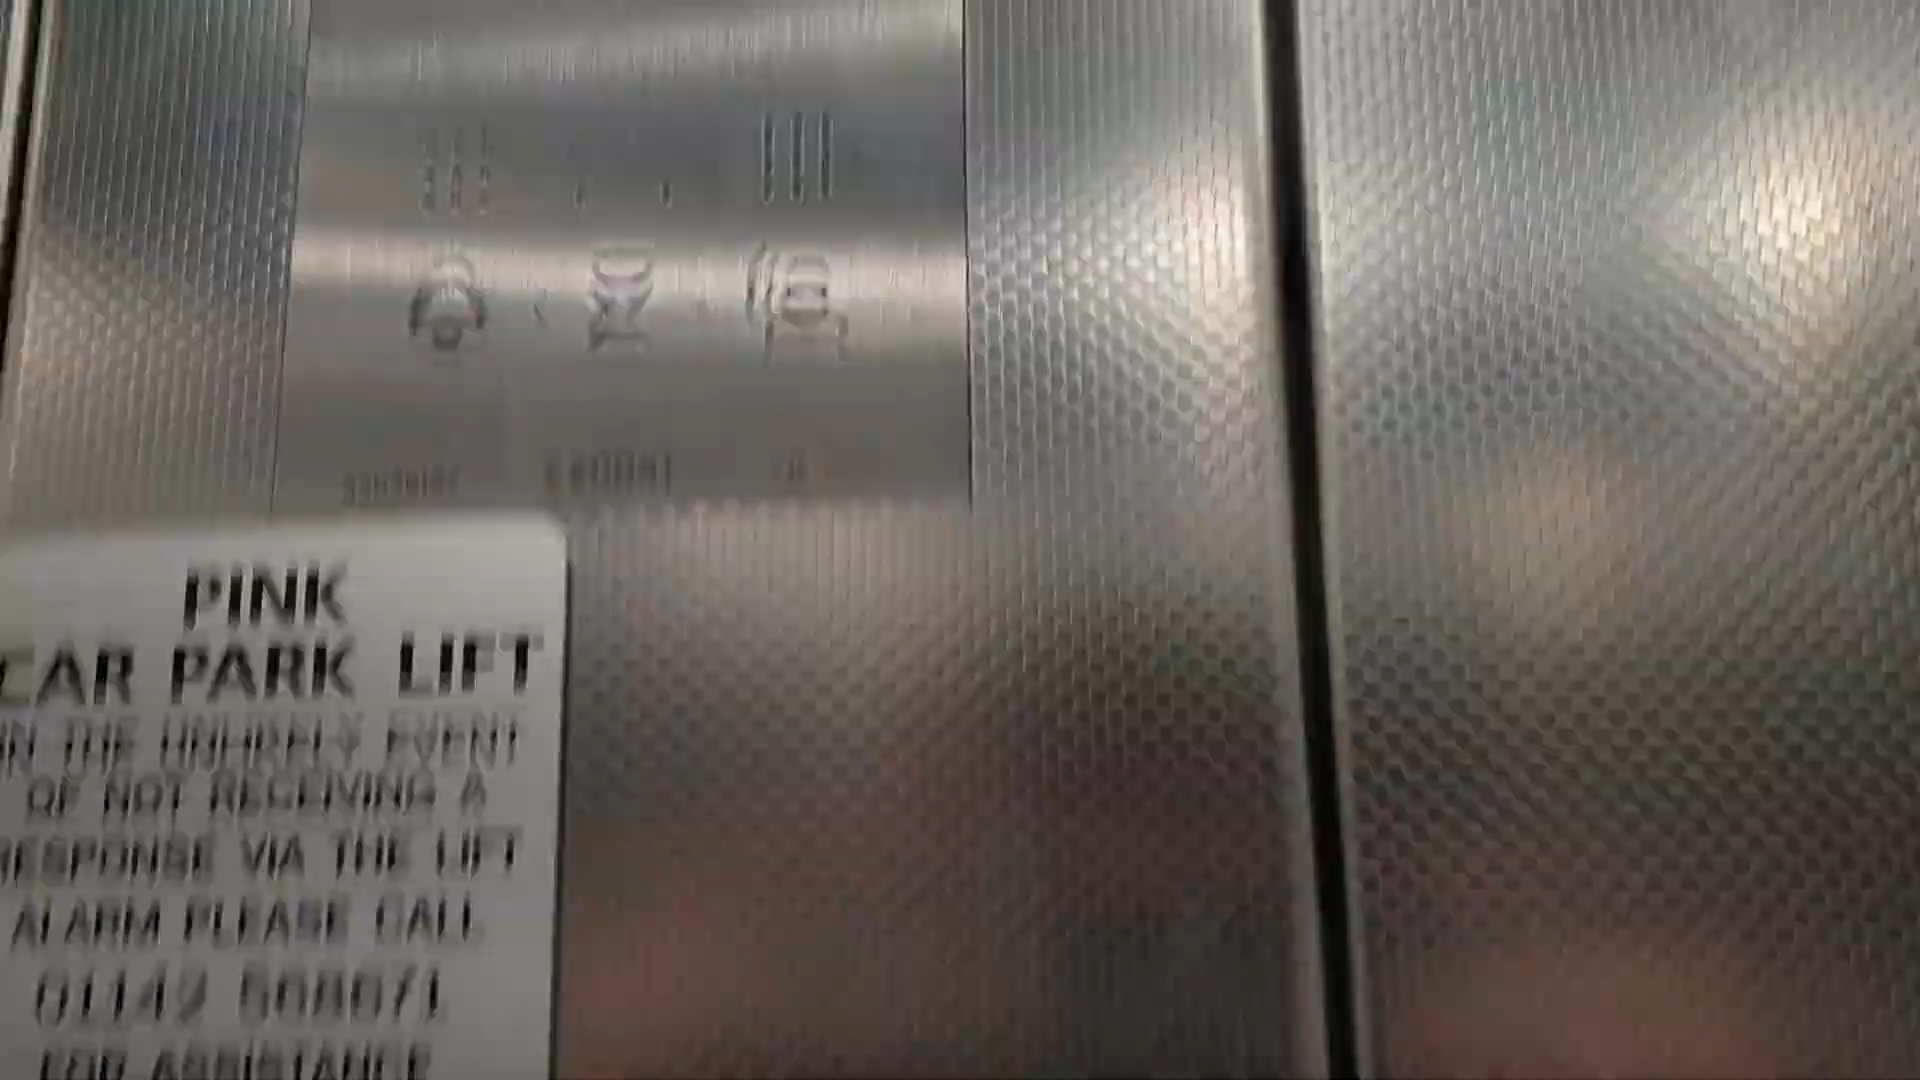 PINK
CAR PARK LIFT
IN THE UNLIKELY EVENT
OF NOT RECEIVING A
RESPONSE VIA THE LIFT
ALARM PLEASE CALL
01142
FOR ASSISTANCE